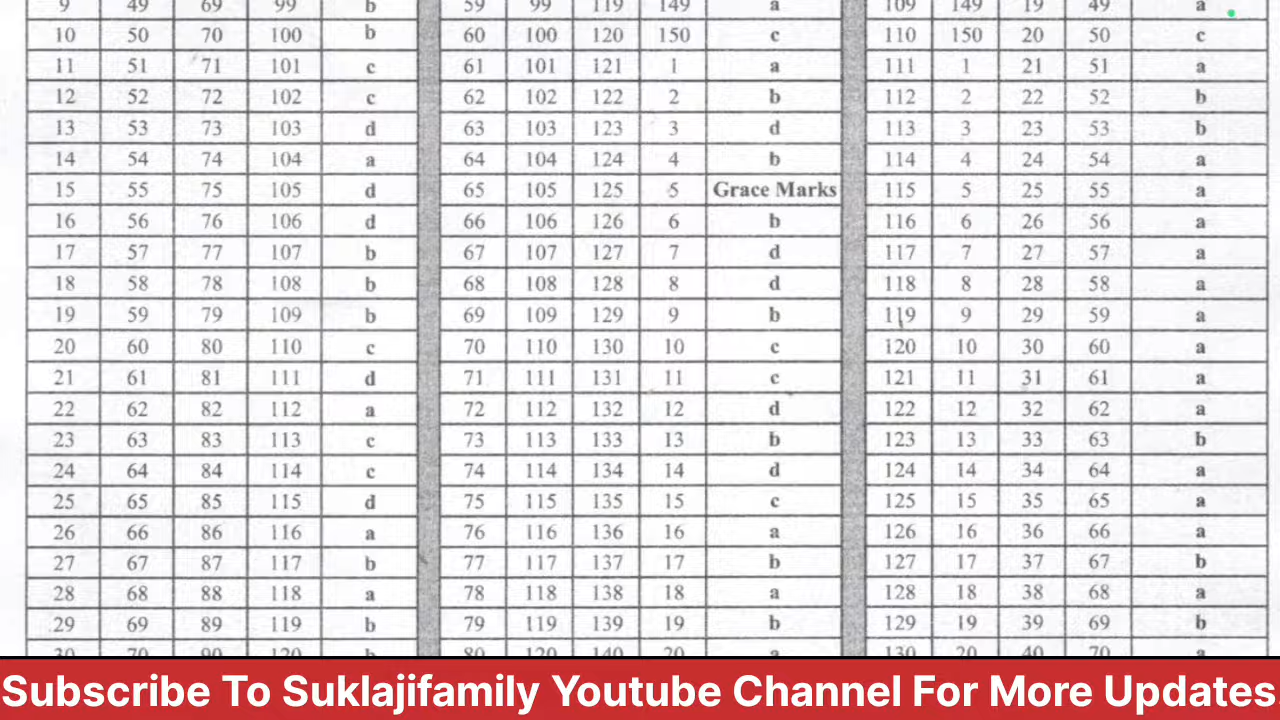 9 49 69 99 b 59 99 119 149 a 109 149 19 49 a
10 50 70 100 b 60 100 120 150 c 110 150 20 50 c
11 51 71 101 c 61 101 121 1 a 111 1 21 51 a
12 52 72 102 c 62 102 122 2 b 112 2 22 52 b
13 53 73 103 d 63 103 123 3 d 113 3 23 53 b
14 54 74 104 a 64 104 124 4 b 114 4 24 54 a
15 55 75 105 d 65 105 125 5 Grace Marks 115 5 25 55 a
16 56 76 106 d 66 106 126 6 b 116 6 26 56 a
17 57 77 107 b 67 107 127 7 d 117 7 27 57 a
18 58 78 108 b 68 108 128 8 d 118 8 28 58 a
19 59 79 109 b 69 109 129 9 b 119 9 29 59 a
20 60 80 110 c 70 110 130 10 c 120 10 30 60 a
21 61 81 111 d 71 111 131 11 c 121 11 31 61 a
22 62 82 112 a 72 112 132 12 d 122 12 32 62 a
23 63 83 113 c 73 113 133 13 b 123 13 33 63 b
24 64 84 114 c 74 114 134 14 d 124 14 34 64 a
25 65 85 115 d 75 115 135 15 c 125 15 35 65 a
26 66 86 116 a 76 116 136 16 a 126 16 36 66 a
27 67 87 117 b 77 117 137 17 b 127 17 37 67 b
28 68 88 118 a 78 118 138 18 a 128 18 38 68 a
29 69 89 119 b 79 119 139 19 b 129 19 39 69 b
30 70 90 120 b 80 120 140 20 a 130 20 40 70 a
Subscribe To Suklajifamily Youtube Channel For More Updates